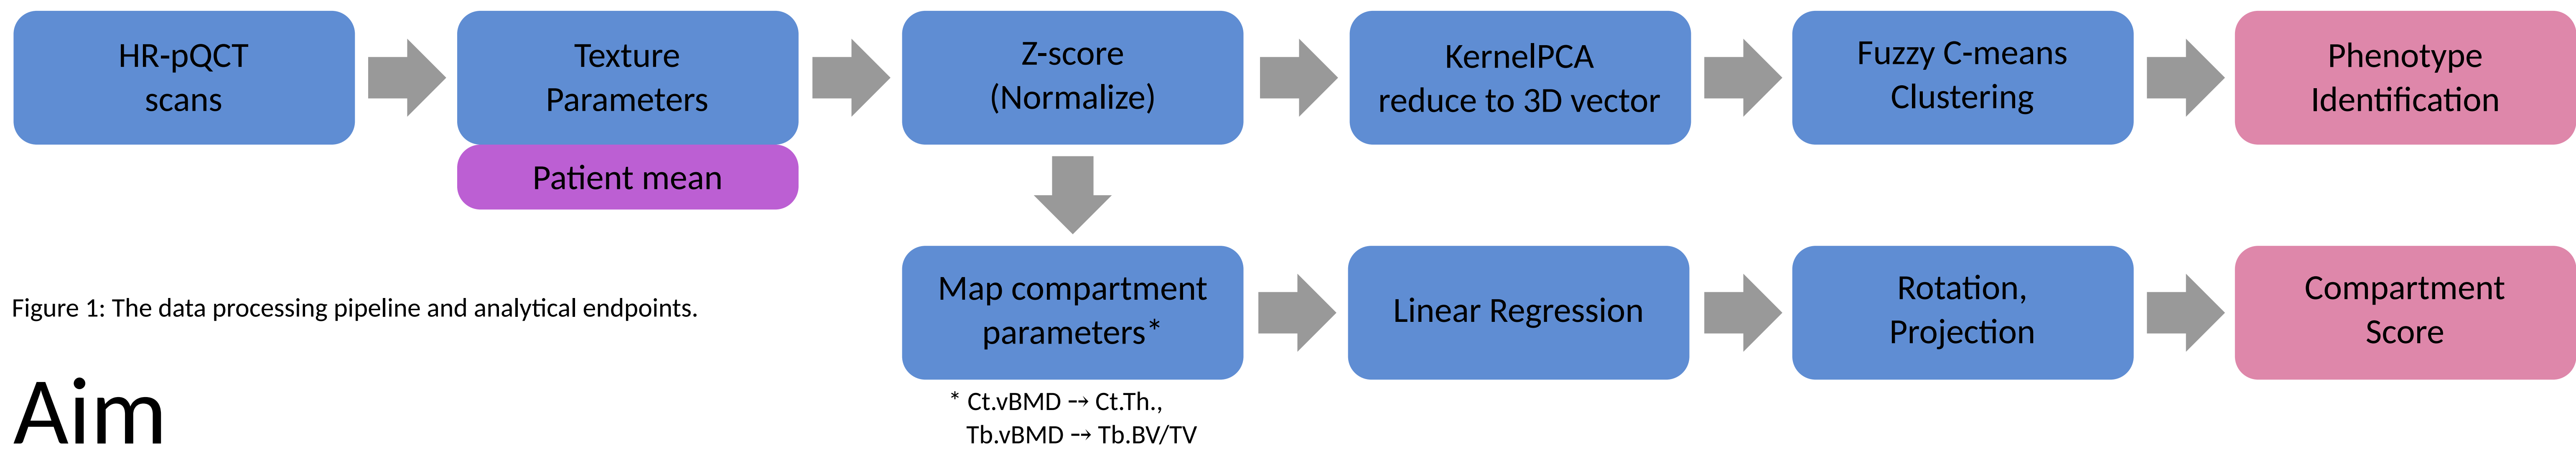 HR-pQCT
scans
Texture
Parameters
Patient mean
Z-score
(Normalize)
KernelPCA
reduce to 3D vector
Fuzzy C-means
Clustering
Phenotype
Identification
Map compartment
parameters*
Linear Regression
Rotation,
Projection
Compartment
Score
* Ct.vBMD → Ct.Th.,
Tb.vBMD → Tb.BV/TV
Figure 1: The data processing pipeline and analytical endpoints.
Aim